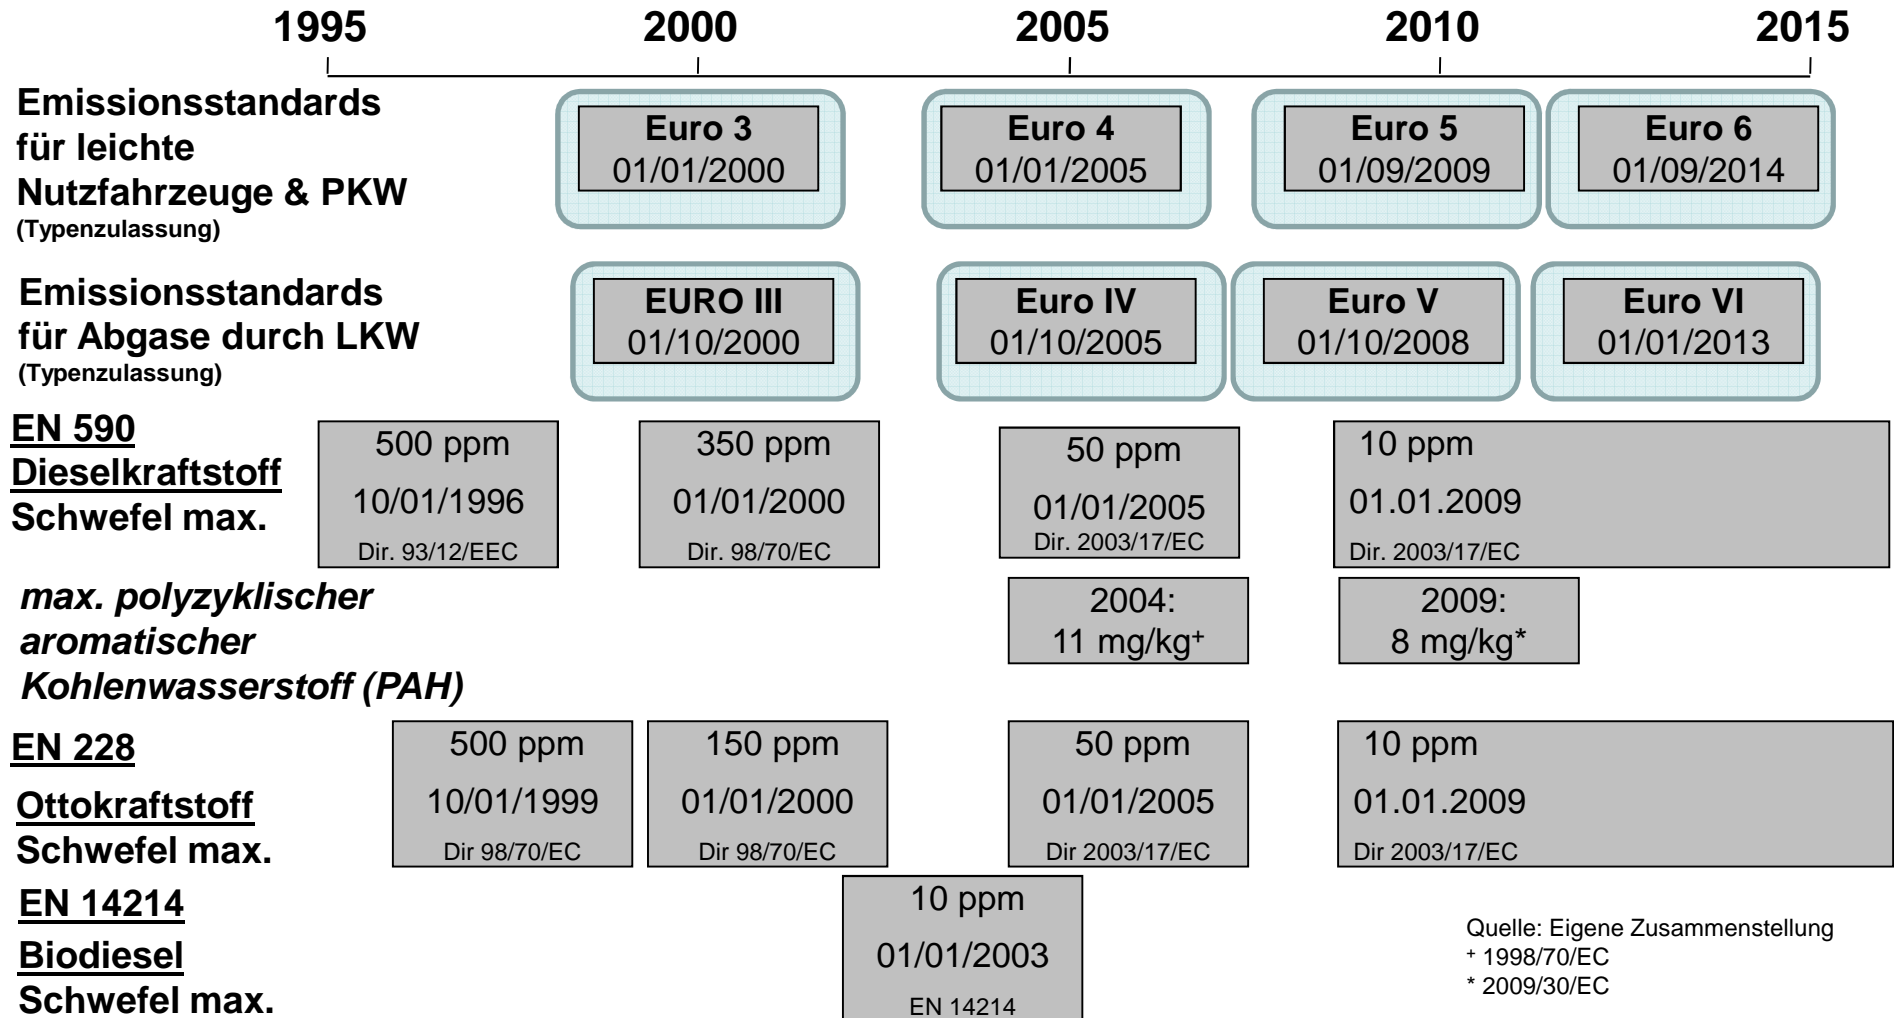 1995 2000 2005 2010 2015
Emissionsstandards
für leichte
Nutzfahrzeuge & PKW
(Typenzulassung)
Euro 3
01/01/2000
Euro 4
01/01/2005
Euro 5
01/09/2009
Euro 6
01/09/2014
Emissionsstandards
für Abgase durch LKW
(Typenzulassung)
EURO III
01/10/2000
Euro IV
01/10/2005
Euro V
01/10/2008
Euro VI
01/01/2013
EN 590
Dieselkraftstoff
Schwefel max.
500 ppm
10/01/1996
Dir. 93/12/EEC
350 ppm
01/01/2000
Dir. 98/70/EC
50 ppm
01/01/2005
Dir. 2003/17/EC
10 ppm
01.01.2009
Dir. 2003/17/EC
max. polyzyklischer
aromatischer
Kohlenwasserstoff (PAH)
2004:
11 mg/kg⁺
2009:
8 mg/kg*
EN 228
Ottokraftstoff
Schwefel max.
500 ppm
10/01/1999
Dir 98/70/EC
150 ppm
01/01/2000
Dir 98/70/EC
50 ppm
01/01/2005
Dir 2003/17/EC
10 ppm
01.01.2009
Dir 2003/17/EC
EN 14214
Biodiesel
Schwefel max.
10 ppm
01/01/2003
EN 14214
Quelle: Eigene Zusammenstellung
⁺ 1998/70/EC
* 2009/30/EC